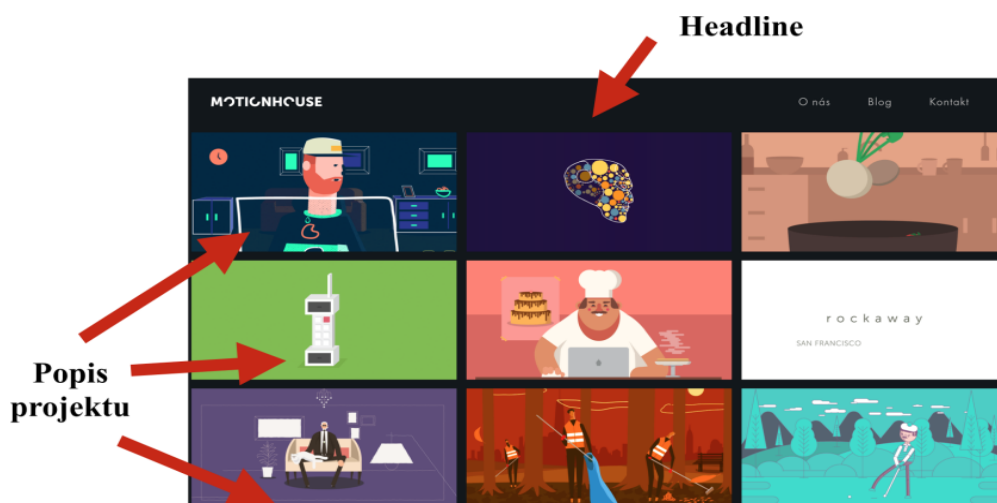 Headline
MOTIONHOUSE
O nás Blog Kontakt
rockaway
SAN FRANCISCO
Popis
projektu